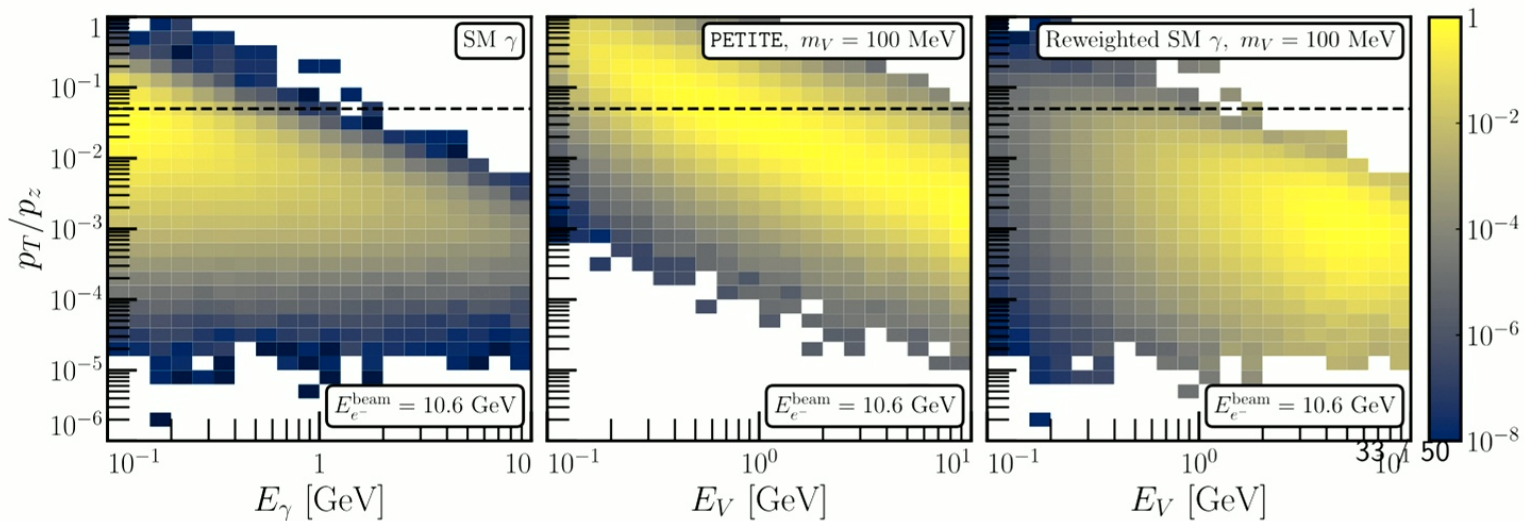 SM γ
PETITE, m_V = 100 MeV
Reweighted SM γ, m_V = 100 MeV
p_T/p_z
1
10^{-1}
10^{-2}
10^{-3}
10^{-4}
10^{-5}
10^{-6}
E_{e^-}^{beam} = 10.6 GeV
E_{e^-}^{beam} = 10.6 GeV
E_{e^-}^{beam} = 10.6 GeV
10^{-1} 1 10
10^{-1} 10^0 10^1
10^{-1} 10^0 10^1
33 / 50
E_γ [GeV]
E_V [GeV]
E_V [GeV]
1
10^{-2}
10^{-4}
10^{-6}
10^{-8}